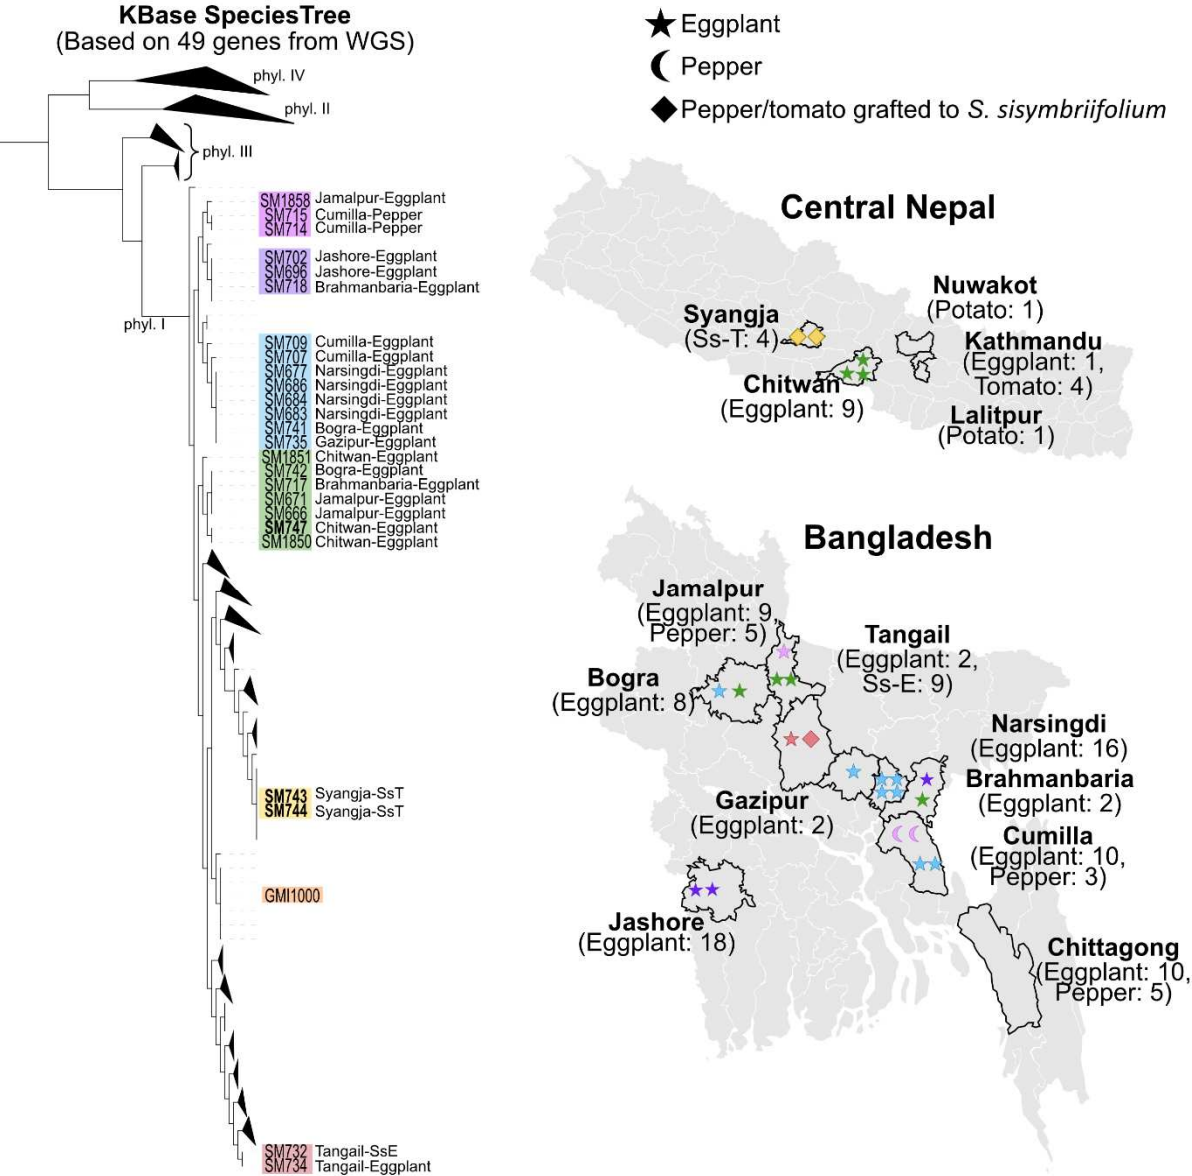 KBase SpeciesTree
(Based on 49 genes from WGS)
phyl. IV
phyl. II
phyl. III
phyl. I
SM1858 Jamalpur-Eggplant
SM715 Cumilla-Pepper
SM714 Cumilla-Pepper
SM702 Jashore-Eggplant
SM696 Jashore-Eggplant
SM718 Brahmanbaria-Eggplant
SM709 Cumilla-Eggplant
SM707 Cumilla-Eggplant
SM677 Narsingdi-Eggplant
SM686 Narsingdi-Eggplant
SM684 Narsingdi-Eggplant
SM683 Narsingdi-Eggplant
SM741 Bogra-Eggplant
SM735 Gazipur-Eggplant
SM1851 Chitwan-Eggplant
SM742 Bogra-Eggplant
SM717 Brahmanbaria-Eggplant
SM671 Jamalpur-Eggplant
SM666 Jamalpur-Eggplant
SM747 Chitwan-Eggplant
SM1850 Chitwan-Eggplant
SM743 Syangja-SsT
SM744 Syangja-SsT
GMI1000
SM732 Tangail-SsE
SM734 Tangail-Eggplant
Eggplant
Pepper
Pepper/tomato grafted to S. sisymbriifolium
Central Nepal
Nuwakot
(Potato: 1)
Syangja
(Ss-T: 4)
Kathmandu
(Eggplant: 1,
Tomato: 4)
Chitwan
(Eggplant: 9)
Lalitpur
(Potato: 1)
Bangladesh
Jamalpur
(Eggplant: 9,
Pepper: 5)
Tangail
(Eggplant: 2,
Ss-E: 9)
Bogra
(Eggplant: 8)
Narsingdi
(Eggplant: 16)
Brahmanbaria
(Eggplant: 2)
Gazipur
(Eggplant: 2)
Cumilla
(Eggplant: 10,
Pepper: 3)
Jashore
(Eggplant: 18)
Chittagong
(Eggplant: 10,
Pepper: 5)